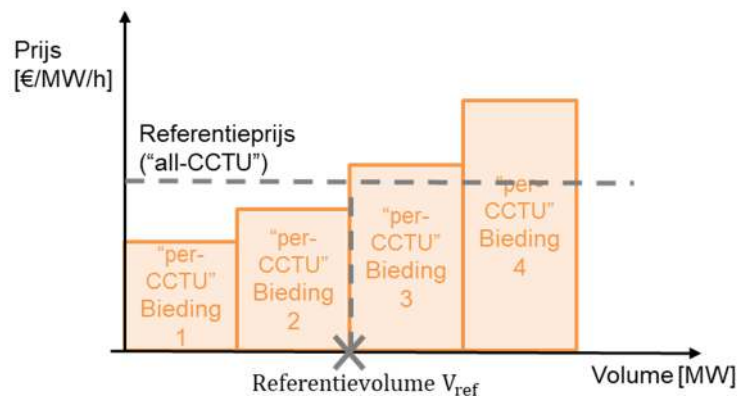 Prijs
[€/MW/h]
Referentieprijs
(“all-CCTU”)
“per-
CCTU”
Bieding
1
“per-
CCTU”
Bieding
2
“per-
CCTU”
Bieding
3
“per-
CCTU”
Bieding
4
Referentievolume Vref
Volume [MW]